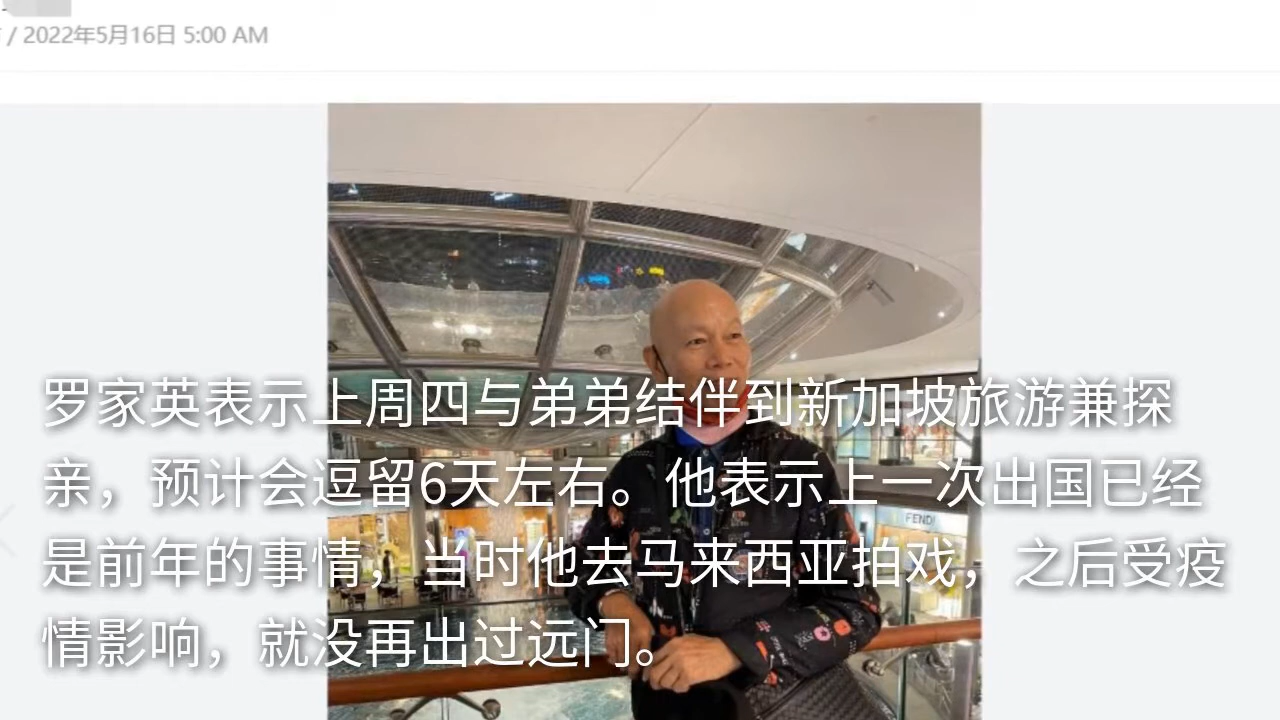 / 2022年5月16日 5:00 AM
罗家英表示上周四与弟弟结伴到新加坡旅游兼探
亲，预计会逗留6天左右。他表示上一次出国已经
是前年的事情，当时他去马来西亚拍戏，之后受疫
情影响，就没再出过远门。
FENDI